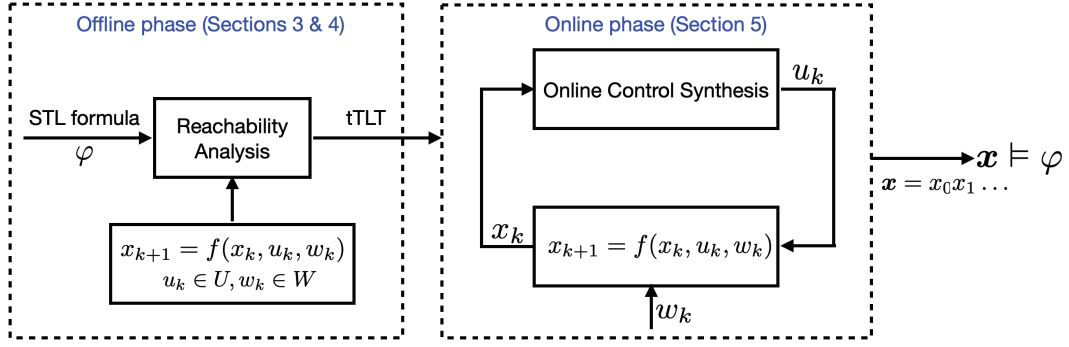 Offline phase (Sections 3 & 4)
STL formula
φ
Reachability
Analysis
tTLT
x_{k+1} = f(x_k, u_k, w_k)
u_k ∈ U, w_k ∈ W
Online phase (Section 5)
Online Control Synthesis
u_k
x_k
x_{k+1} = f(x_k, u_k, w_k)
w_k
x ⊨ φ
x = x_0x_1 …